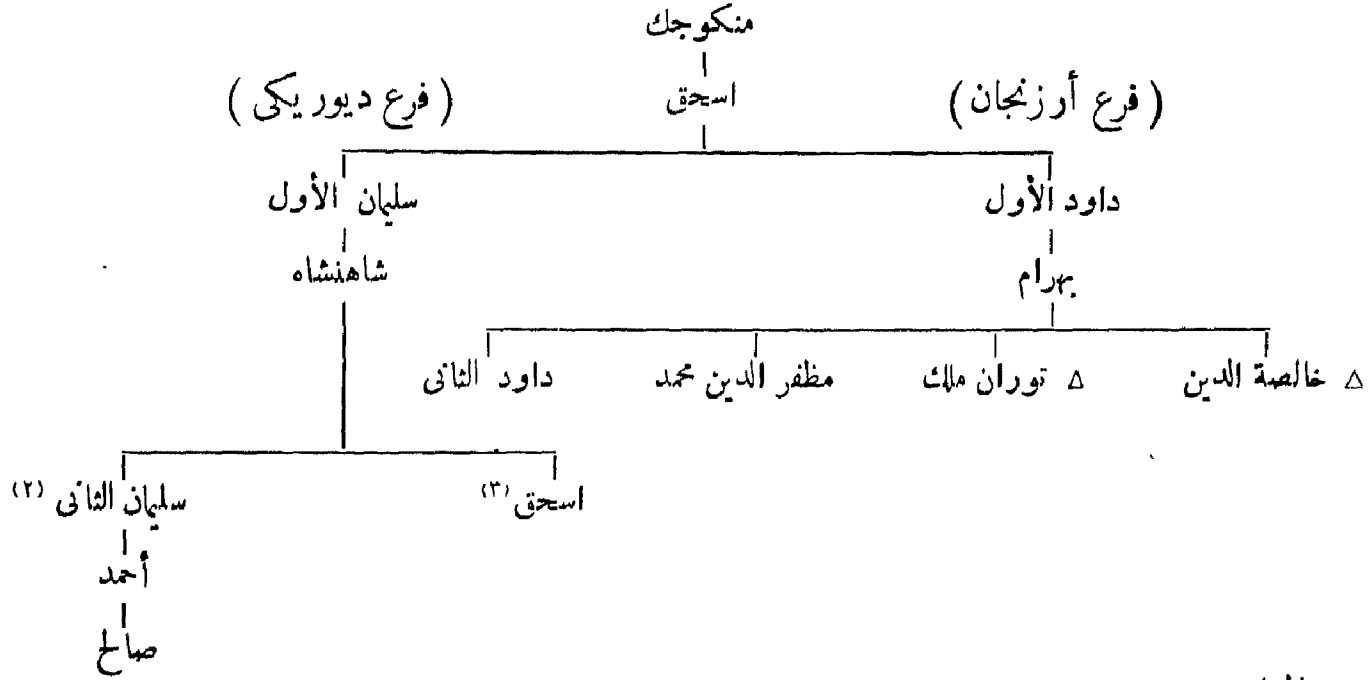 منكوجك
اسحق
( فرع أرزنجان ) ( فرع ديوريكى )
داود الأول سليمان الأول
بهرام شاهنشاه
△ خالصة الدين △ توران ملك مظفر الدين محمد داود الثانى
اسحق (٣) سليمان الثانى (٢)
أحمد
صالح